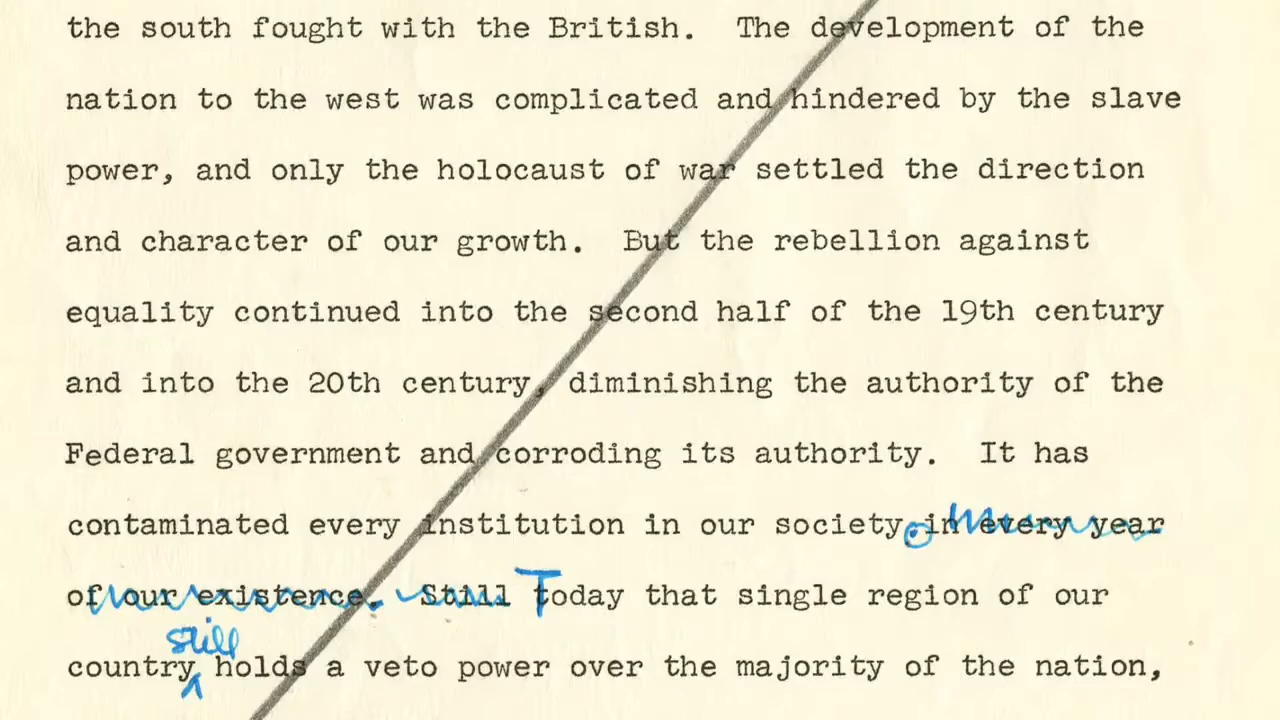 the south fought with the British. The development of the
nation to the west was complicated and hindered by the slave
power, and only the holocaust of war settled the direction
and character of our growth. But the rebellion against
equality continued into the second half of the 19th century
and into the 20th century, diminishing the authority of the
Federal government and corroding its authority. It has
contaminated every institution in our society. in every year
of our existence. Still Today that single region of our
still
country holds a veto power over the majority of the nation,